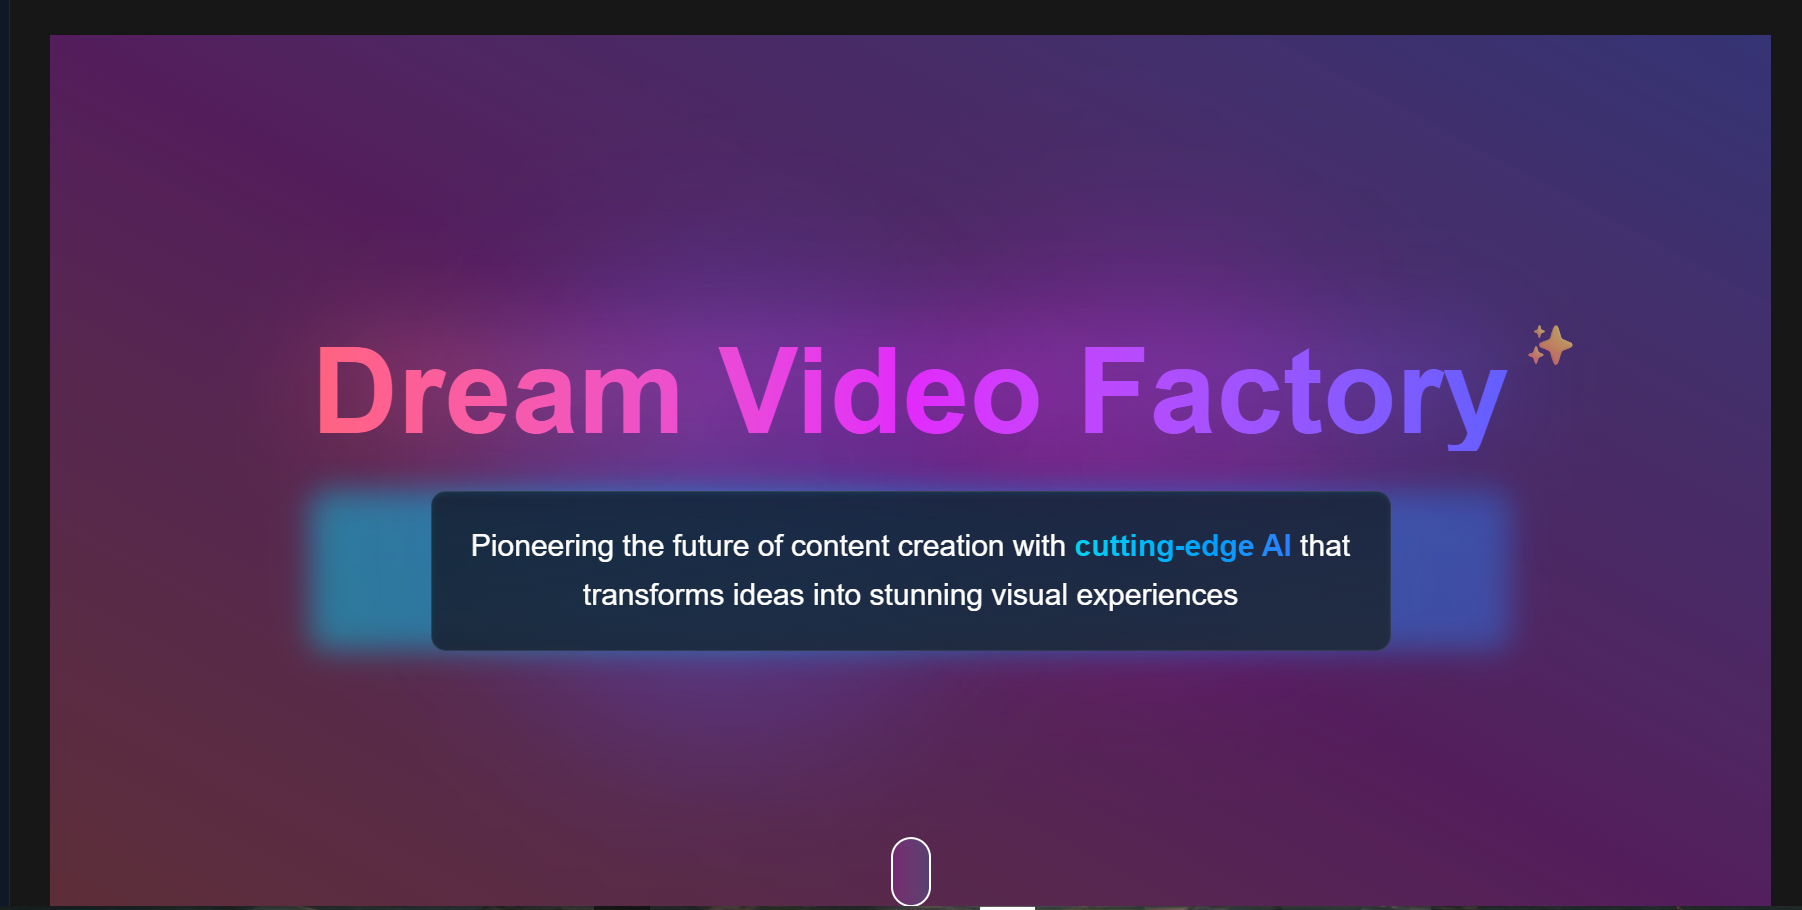 Dream Video Factory
Pioneering the future of content creation with cutting-edge AI that
transforms ideas into stunning visual experiences